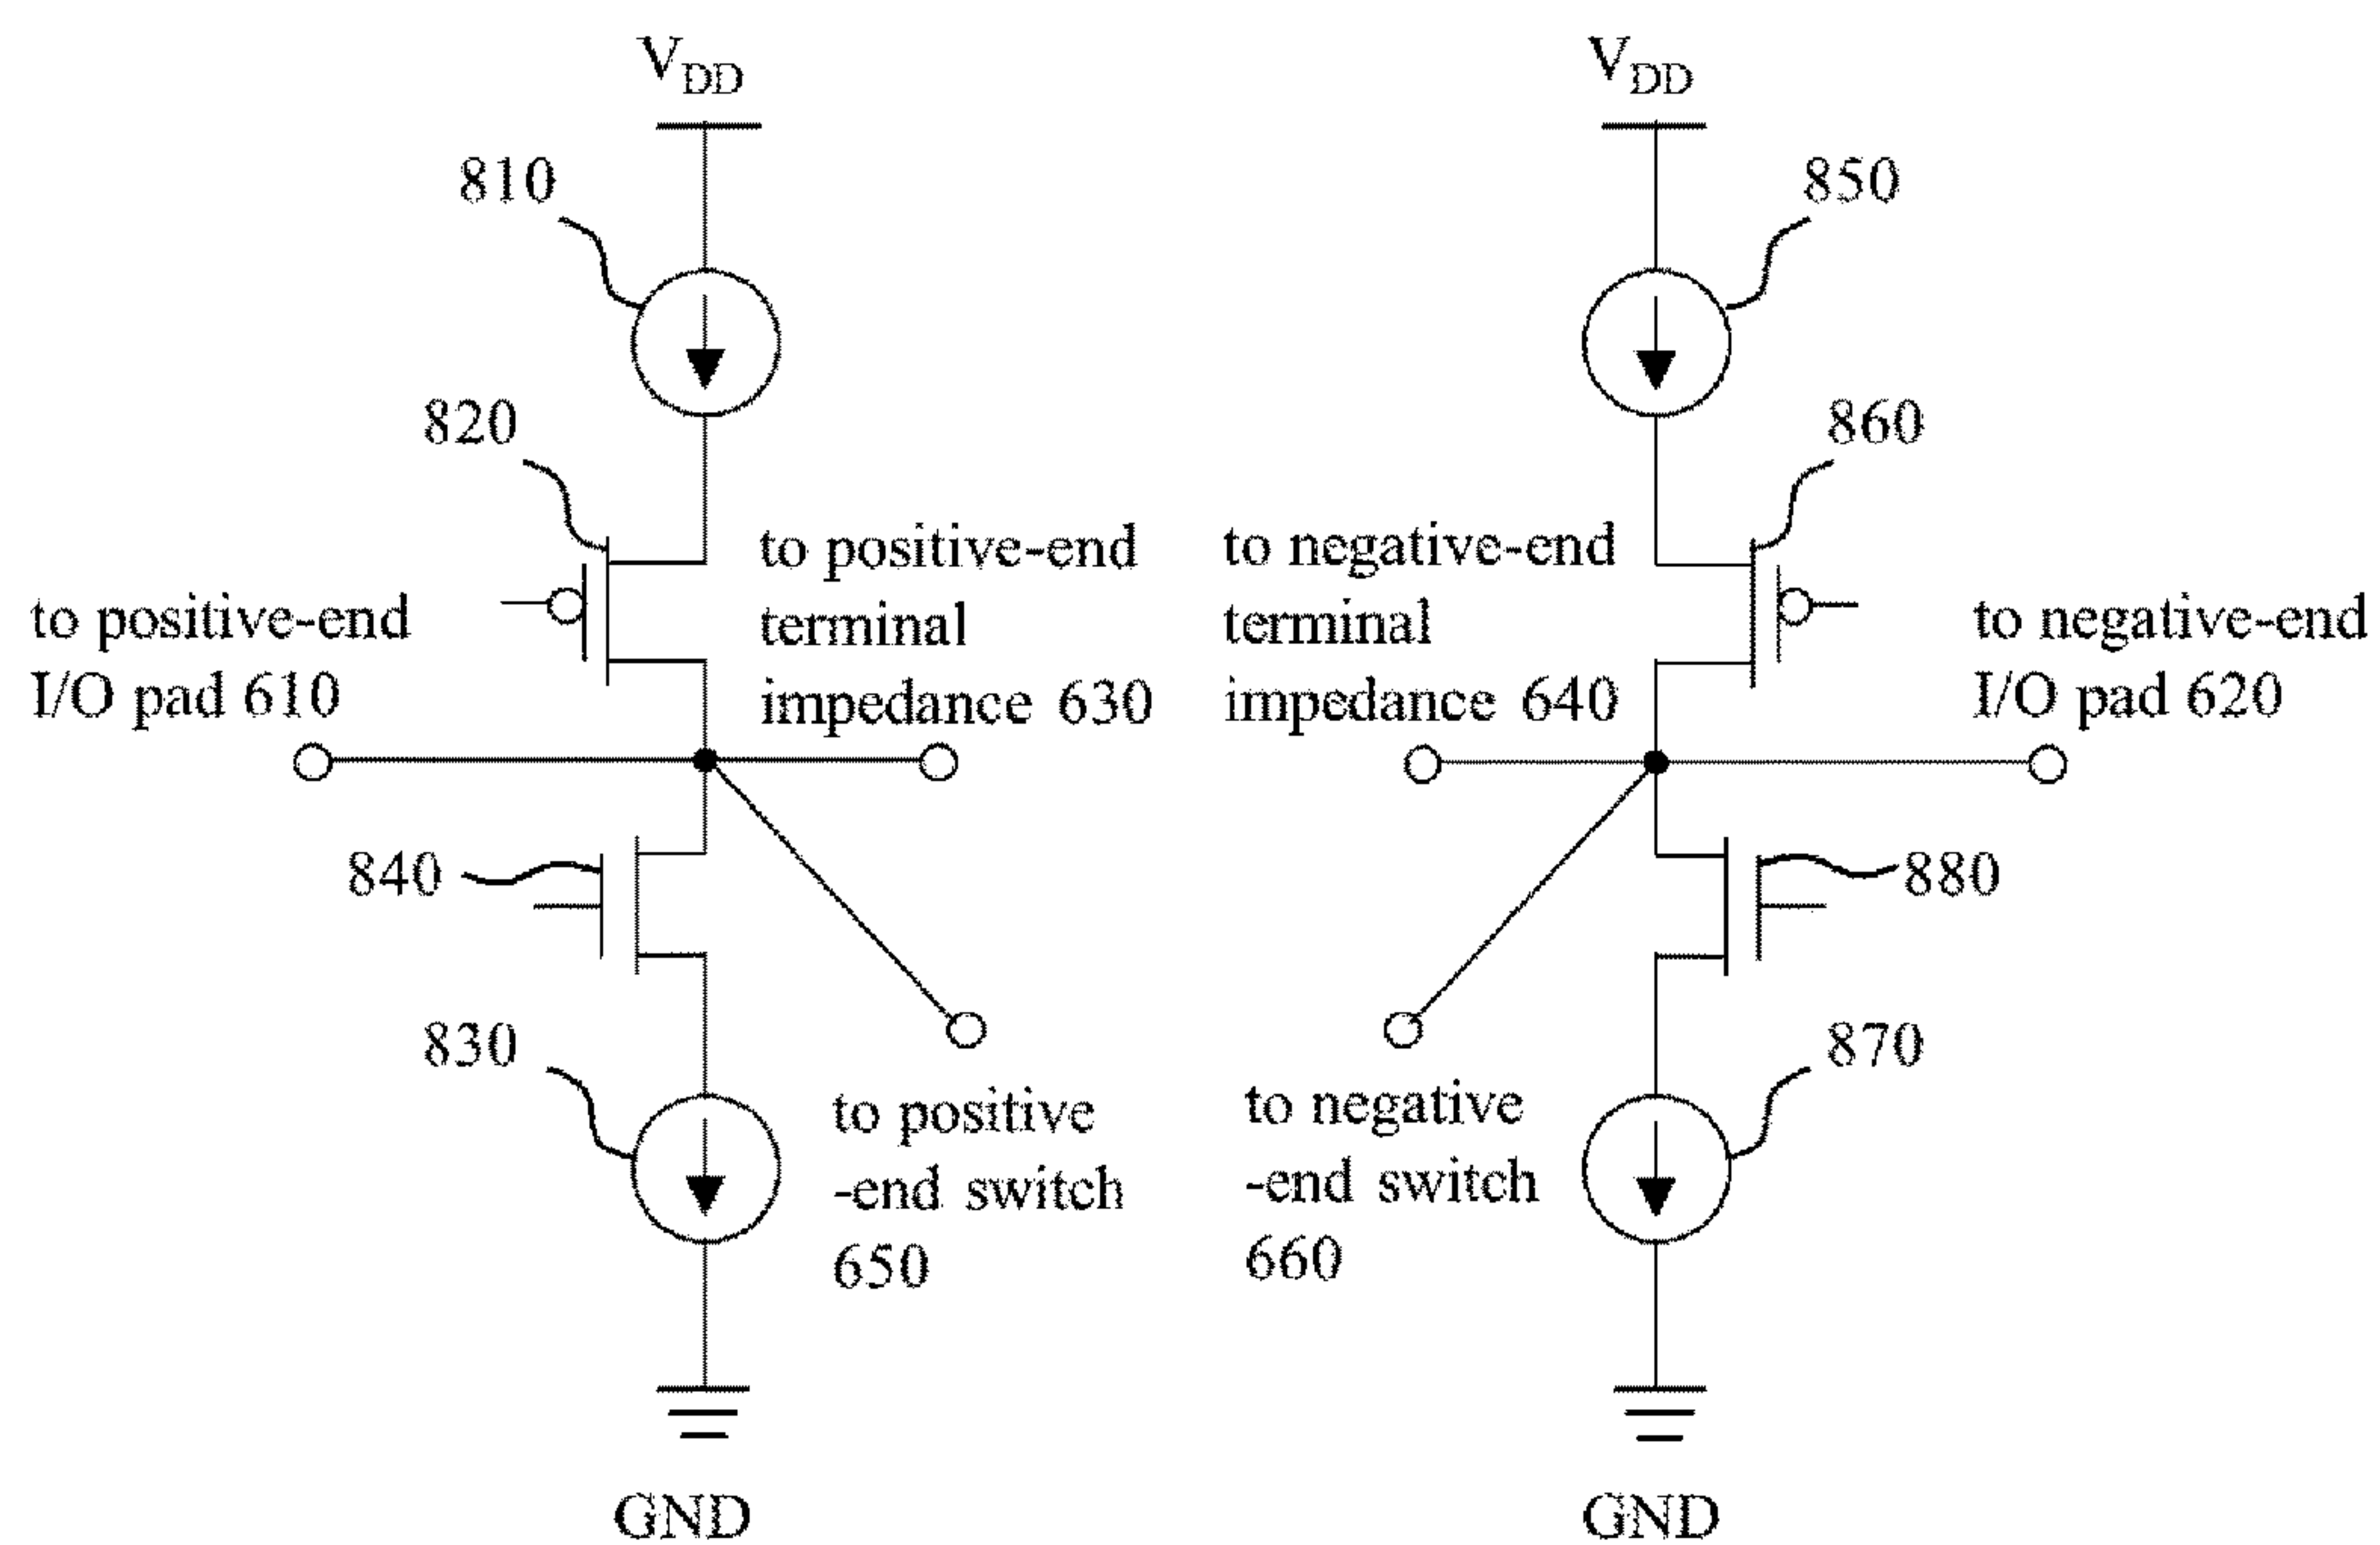 VDD
VDD
810
850
820
860
to positive-end
terminal
impedance 630
to negative-end
terminal
impedance 640
to positive-end
I/O pad 610
to negative-end
I/O pad 620
840
880
830
870
to positive
-end switch
650
to negative
-end switch
660
GND
GND